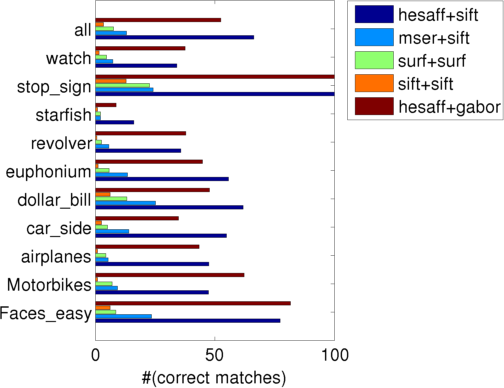 all
watch
stop_sign
starfish
revolver
euphonium
dollar_bill
car_side
airplanes
Motorbikes
Faces_easy
0 50 100
#(correct matches)
hesaff+sift
mser+sift
surf+surf
sift+sift
hesaff+gabor